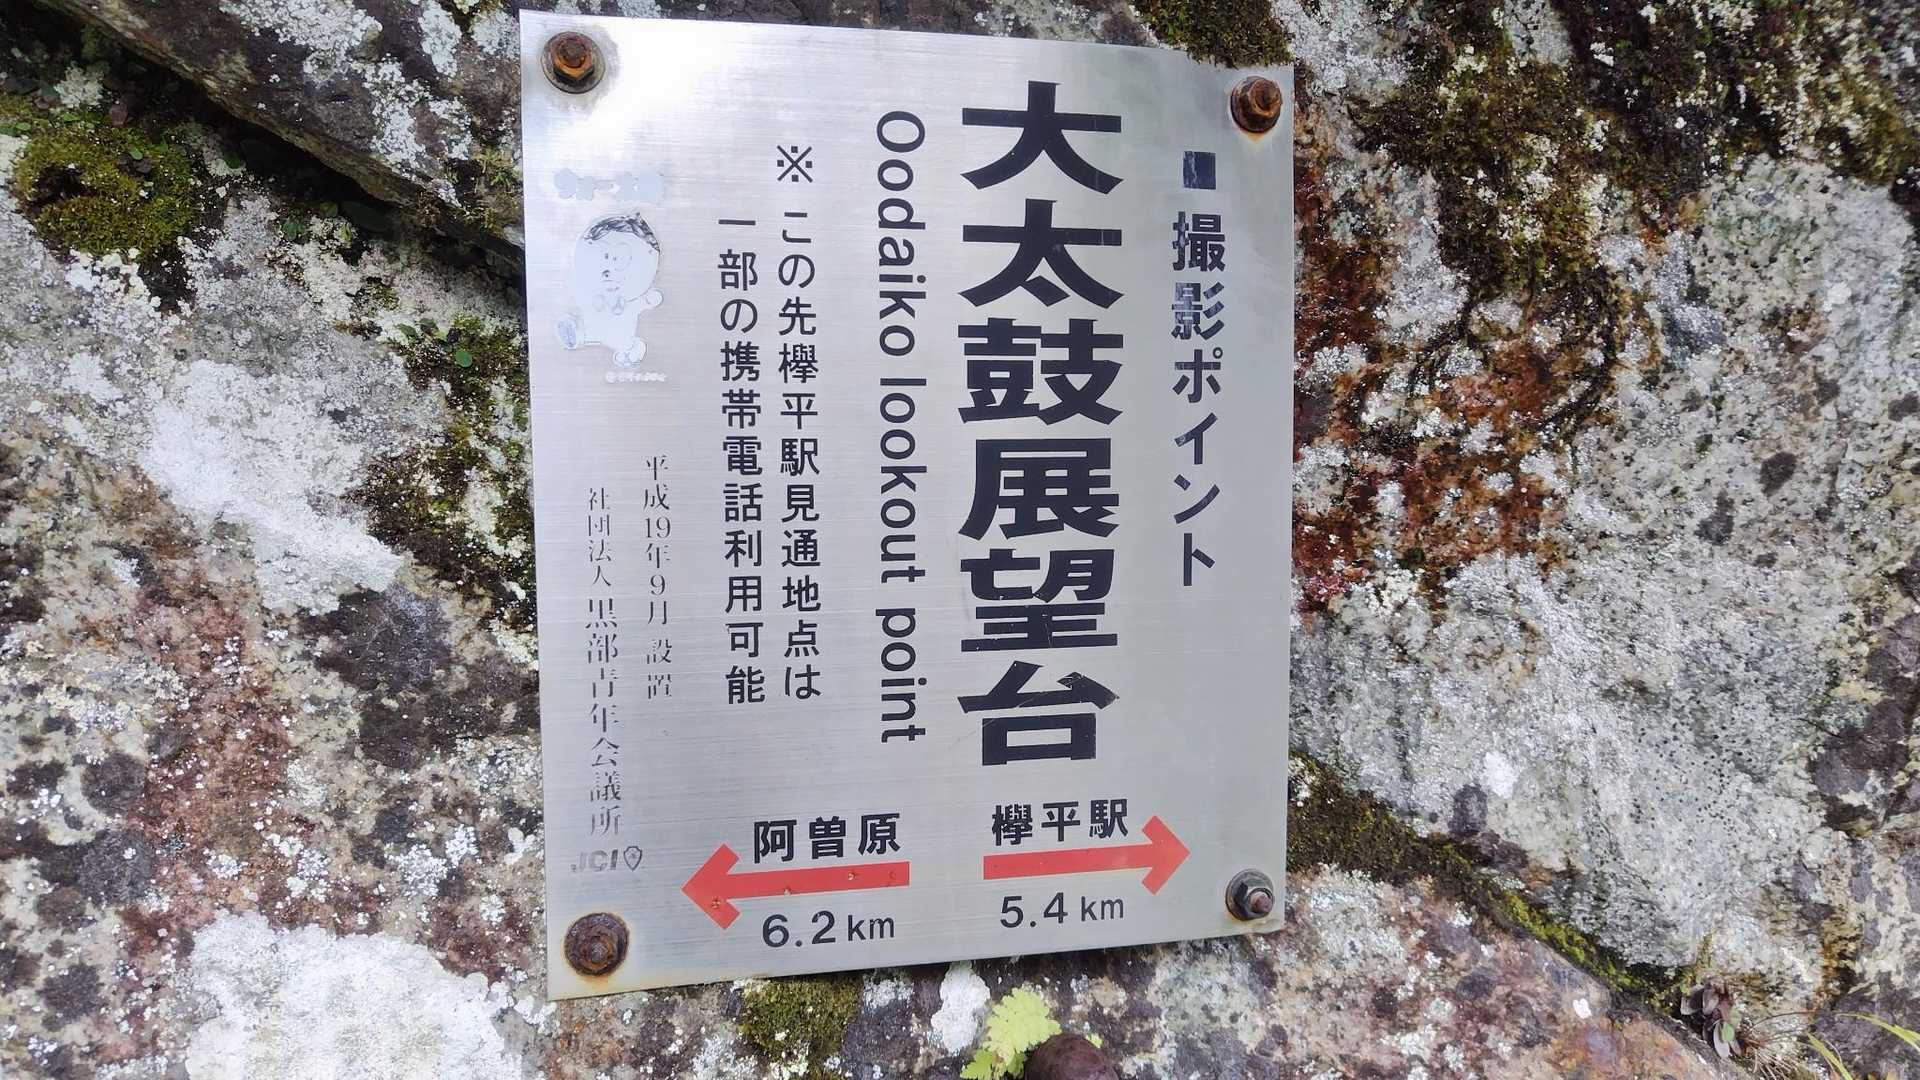 ■ 撮影ポイント
大太鼓展望台
Oodaiko lookout point
※ この先欅平駅見通地点は
一部の携帯電話利用可能
平成19年9月 設置
社団法人 黒部青年会議所
JCI
阿曽原
6.2km
欅平駅
5.4km